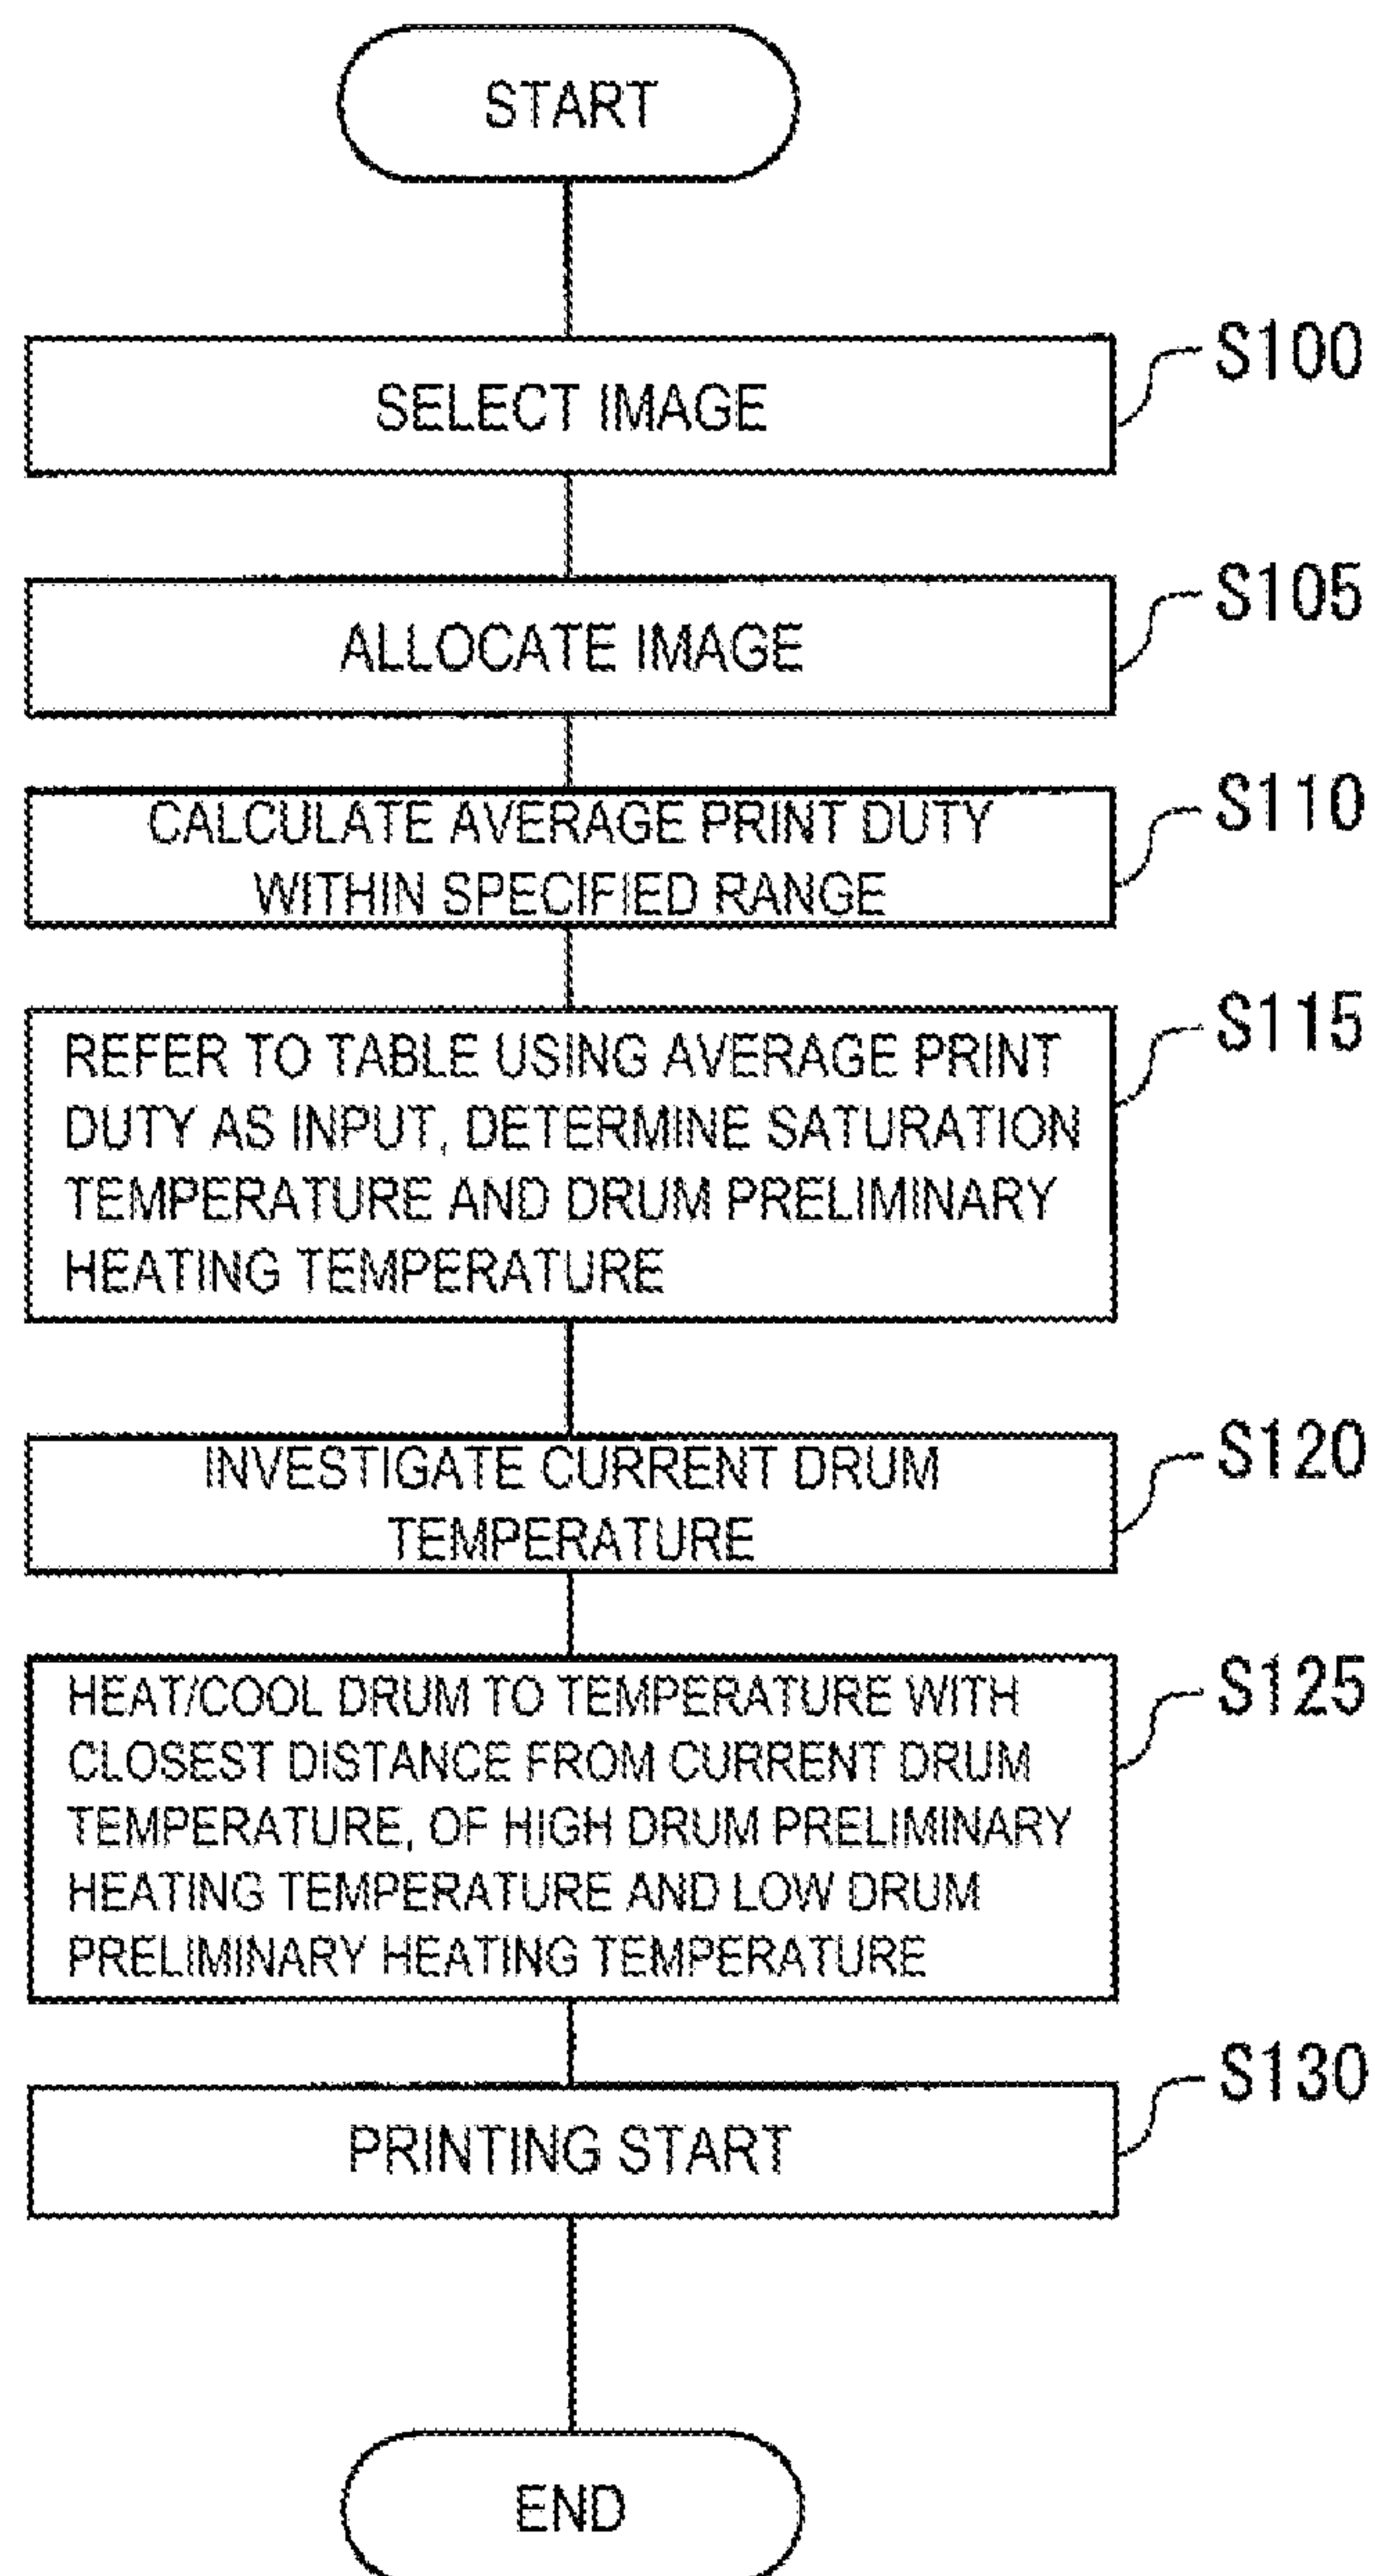 START
SELECT IMAGE
S100
ALLOCATE IMAGE
S105
CALCULATE AVERAGE PRINT DUTY
WITHIN SPECIFIED RANGE
S110
REFER TO TABLE USING AVERAGE PRINT
DUTY AS INPUT, DETERMINE SATURATION
TEMPERATURE AND DRUM PRELIMINARY
HEATING TEMPERATURE
S115
INVESTIGATE CURRENT DRUM
TEMPERATURE
S120
HEAT/COOL DRUM TO TEMPERATURE WITH
CLOSEST DISTANCE FROM CURRENT DRUM
TEMPERATURE, OF HIGH DRUM PRELIMINARY
HEATING TEMPERATURE AND LOW DRUM
PRELIMINARY HEATING TEMPERATURE
S125
PRINTING START
S130
END